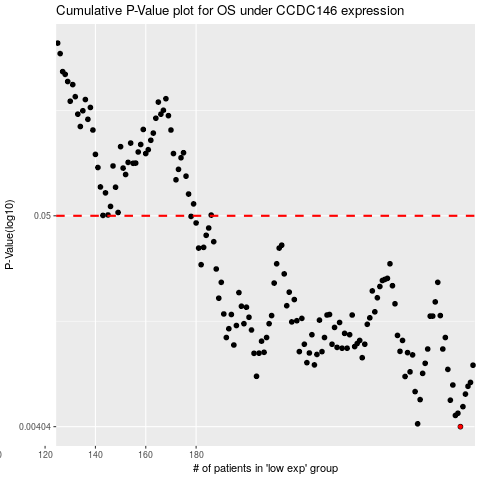 Cumulative P-Value plot for OS under CCDC146 expression
P-Value(log10)
0.05
0.00404
0 120 140 160 180
# of patients in 'low exp' group